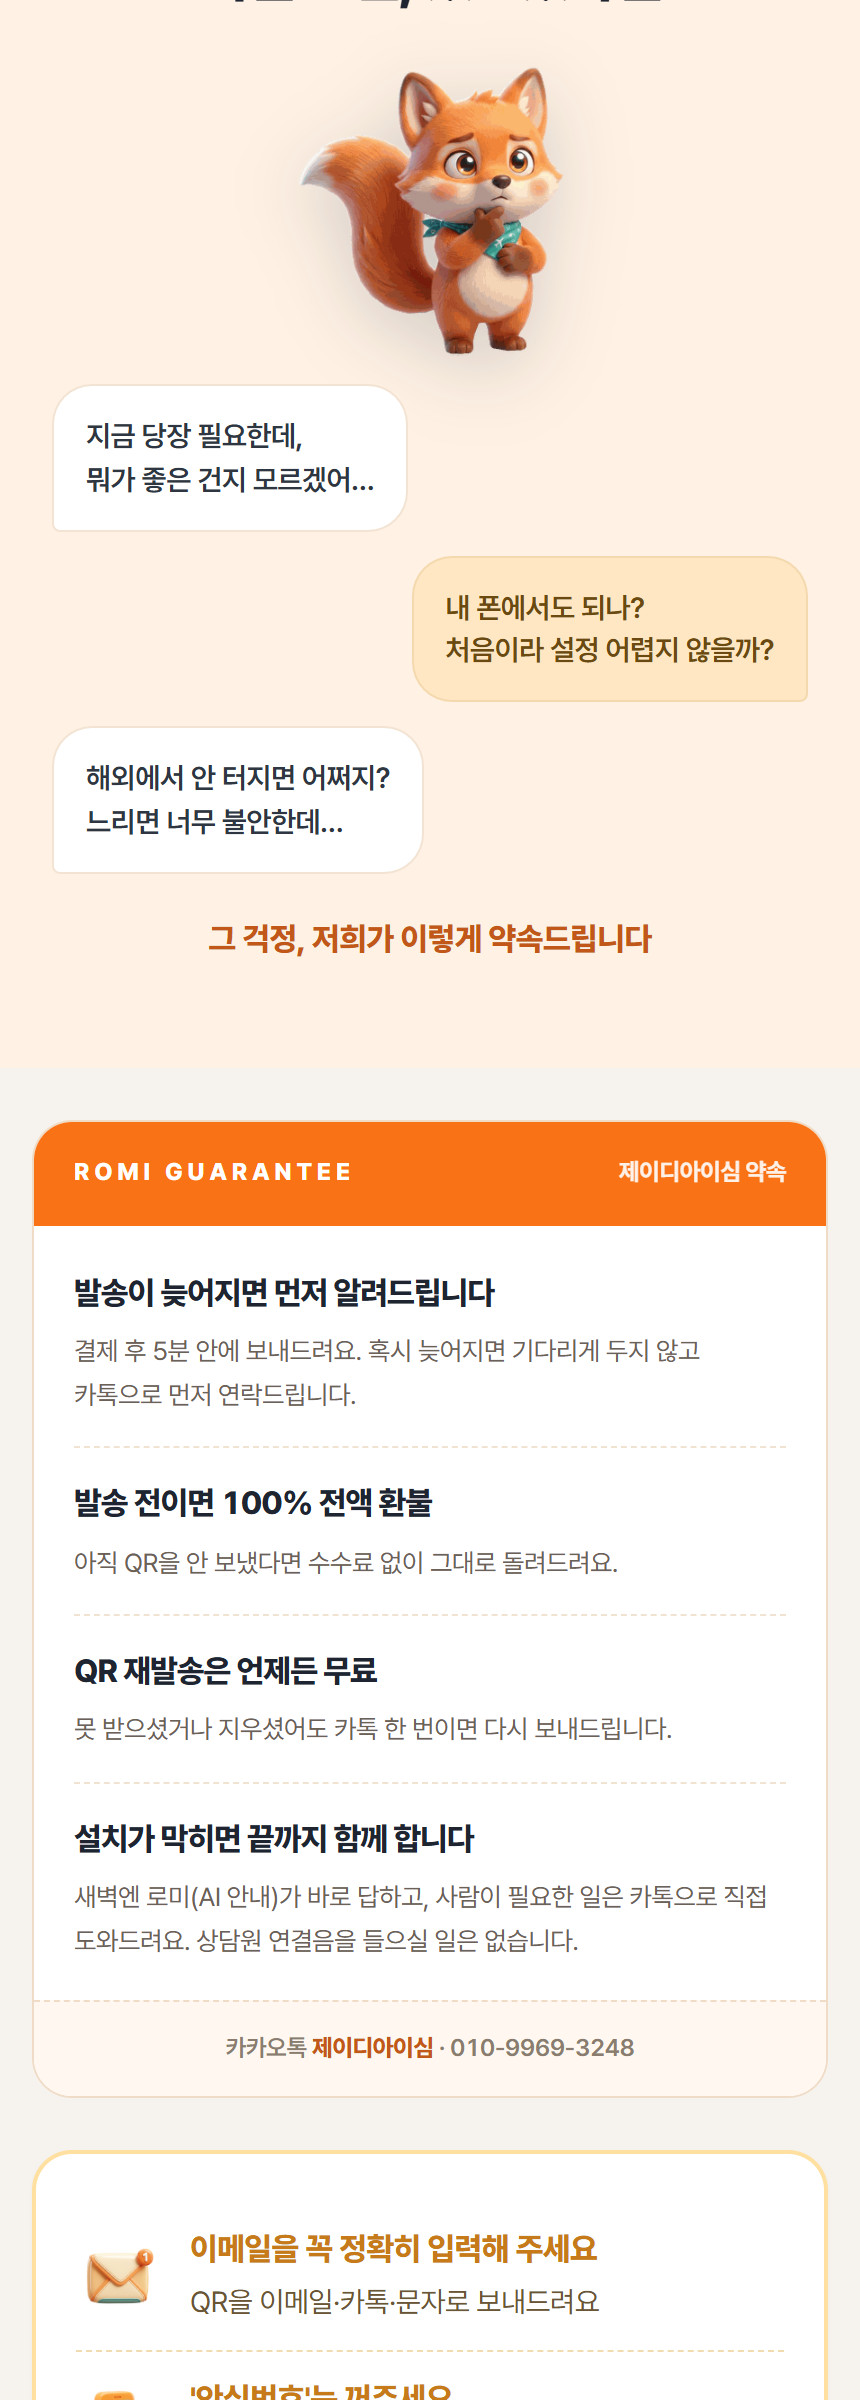 지금 당장 필요한데,
뭐가 좋은 건지 모르겠어...
내 폰에서도 되나?
처음이라 설정 어렵지 않을까?
해외에서 안 터지면 어쩌지?
느리면 너무 불안한데...
그 걱정, 저희가 이렇게 약속드립니다
ROMI GUARANTEE
제이디아이심 약속
발송이 늦어지면 먼저 알려드립니다
결제 후 5분 안에 보내드려요. 혹시 늦어지면 기다리게 두지 않고
카톡으로 먼저 연락드립니다.
발송 전이면 100% 전액 환불
아직 QR을 안 보냈다면 수수료 없이 그대로 돌려드려요.
QR 재발송은 언제든 무료
못 받으셨거나 지우셨어도 카톡 한 번이면 다시 보내드립니다.
설치가 막히면 끝까지 함께 합니다
새벽엔 로미(AI 안내)가 바로 답하고, 사람이 필요한 일은 카톡으로 직접
도와드려요. 상담원 연결음을 들으실 일은 없습니다.
카카오톡 제이디아이심 · 010-9969-3248
이메일을 꼭 정확히 입력해 주세요
1
QR을 이메일·카톡·문자로 보내드려요
'안심번호'는 꺼주세요